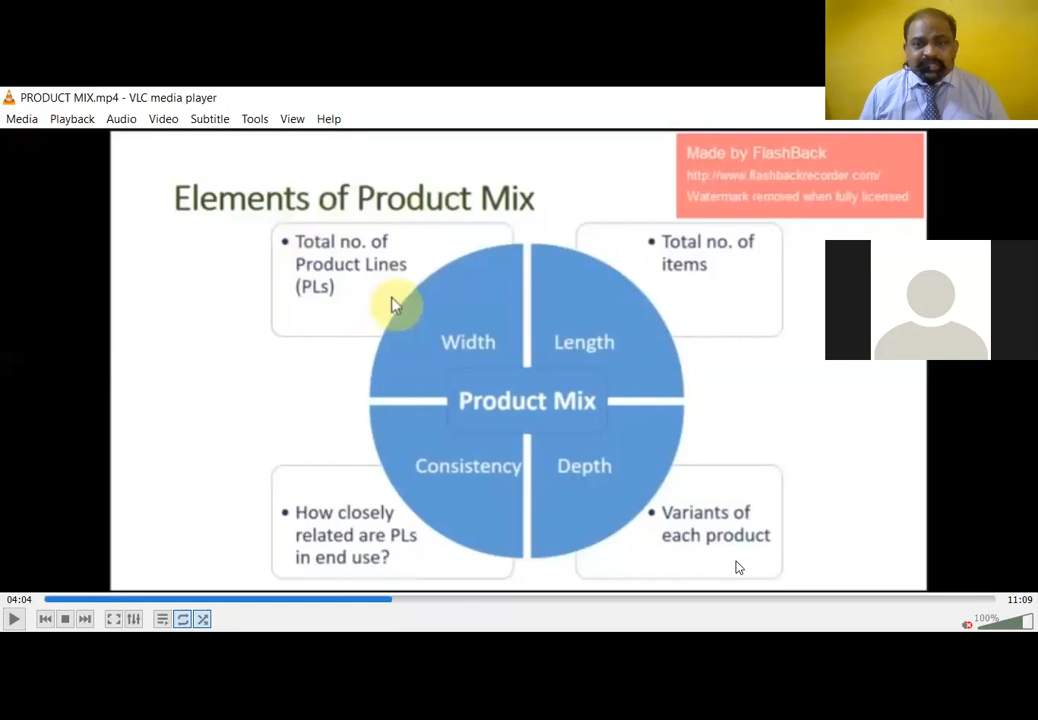 PRODUCT MIX.mp4 - VLC media player
Media Playback Audio Video Subtitle Tools View Help
Made by FlashBack
http://www.flashbackrecorder.com/
Watermark removed when fully licensed
Elements of Product Mix
• Total no. of
Product Lines
(PLs)
• Total no. of
items
Width
Length
Product Mix
Consistency
Depth
• How closely
related are PLs
in end use?
• Variants of
each product
04:04
11:09
100%